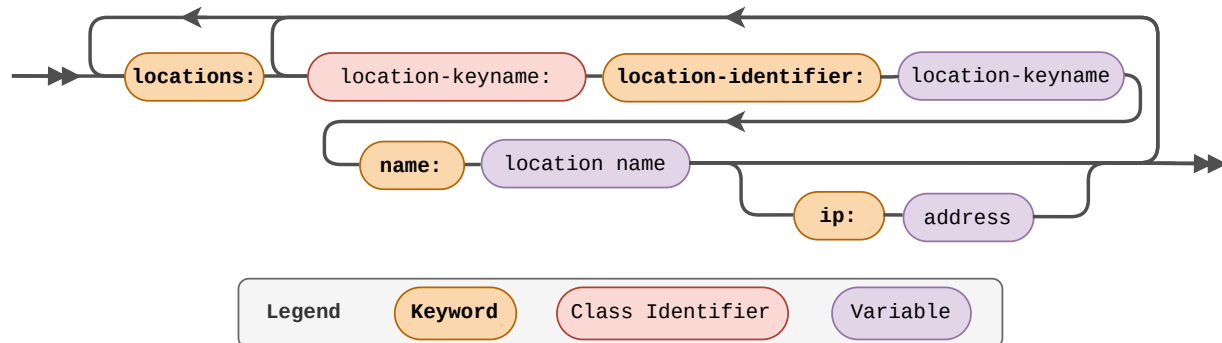 locations: location-keyname: location-identifier: location-keyname
name: location name
ip: address
Legend Keyword Class Identifier Variable